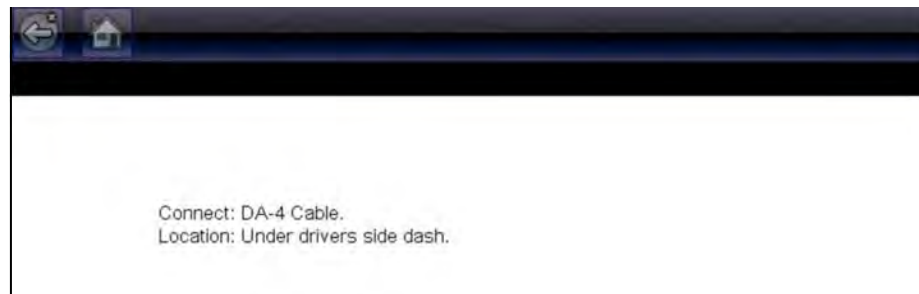 Connect: DA-4 Cable.
Location: Under drivers side dash.